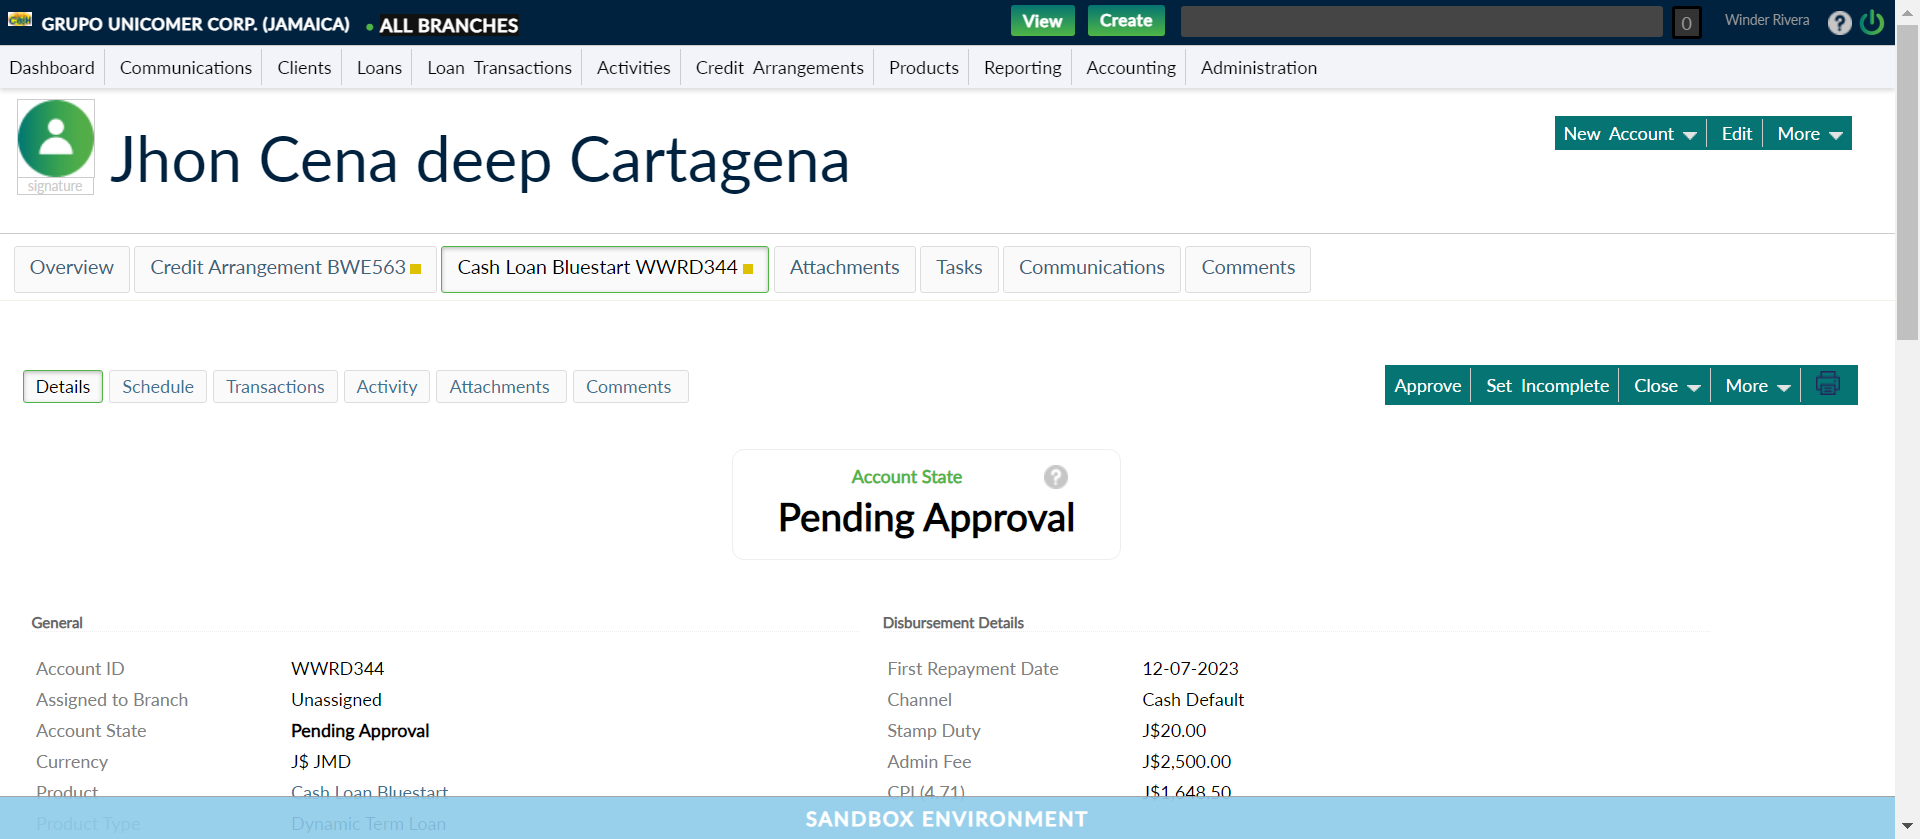 Cash GRUPO UNICOMER CORP. (JAMAICA) • ALL BRANCHES View Create 0 Winder Rivera ?
Dashboard Communications Clients Loans Loan Transactions Activities Credit Arrangements Products Reporting Accounting Administration
signature
Jhon Cena deep Cartagena
New Account Edit More
Overview Credit Arrangement BWE563 Cash Loan Bluestart WWRD344 Attachments Tasks Communications Comments
Details Schedule Transactions Activity Attachments Comments
Approve Set Incomplete Close More
Account State ?
Pending Approval
General
Account ID WWRD344
Assigned to Branch Unassigned
Account State Pending Approval
Currency J$ JMD
Product Cash Loan Bluestart
Product Type Dynamic Term Loan
Disbursement Details
First Repayment Date 12-07-2023
Channel Cash Default
Stamp Duty J$20.00
Admin Fee J$2,500.00
CPI (4.71) J$1,648.50
SANDBOX ENVIRONMENT